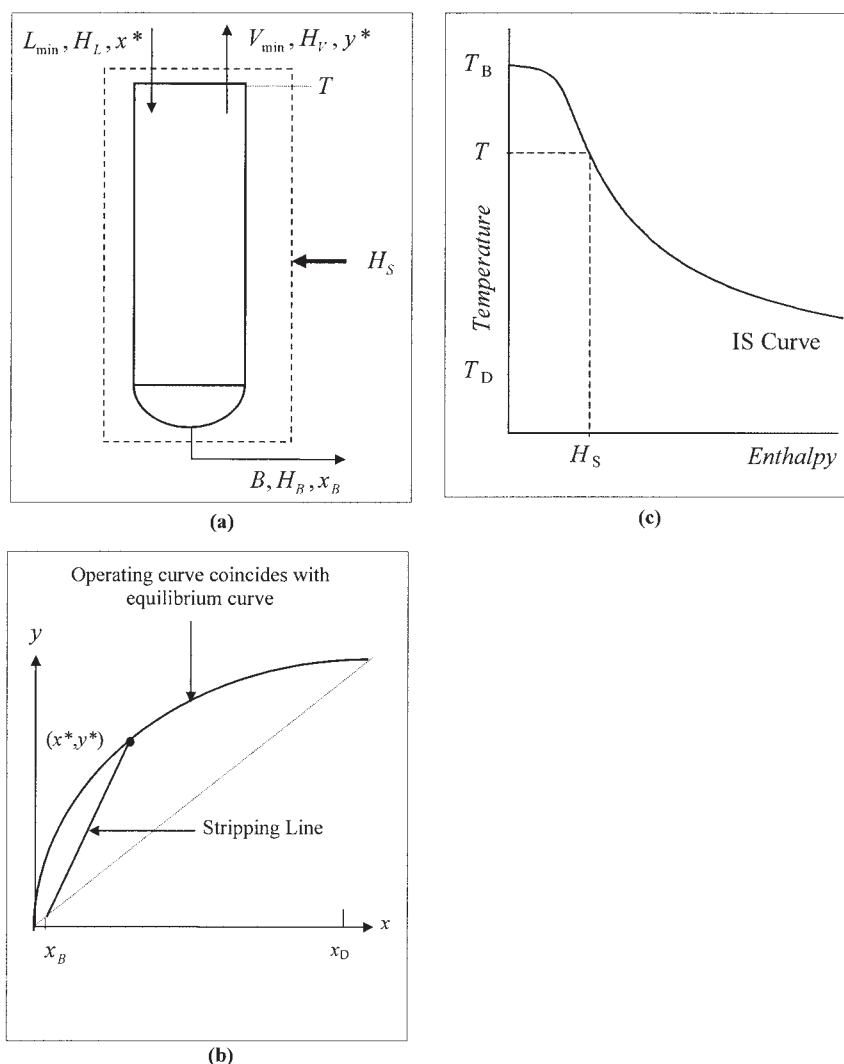 L_min, H_L, x*
V_min, H_V, y*
T
H_S
B, H_B, x_B
(a)
T_B
T
Temperature
T_D
IS Curve
H_S
Enthalpy
(c)
Operating curve coincides with
equilibrium curve
y
(x*,y*)
Stripping Line
x
x_B
x_D
(b)